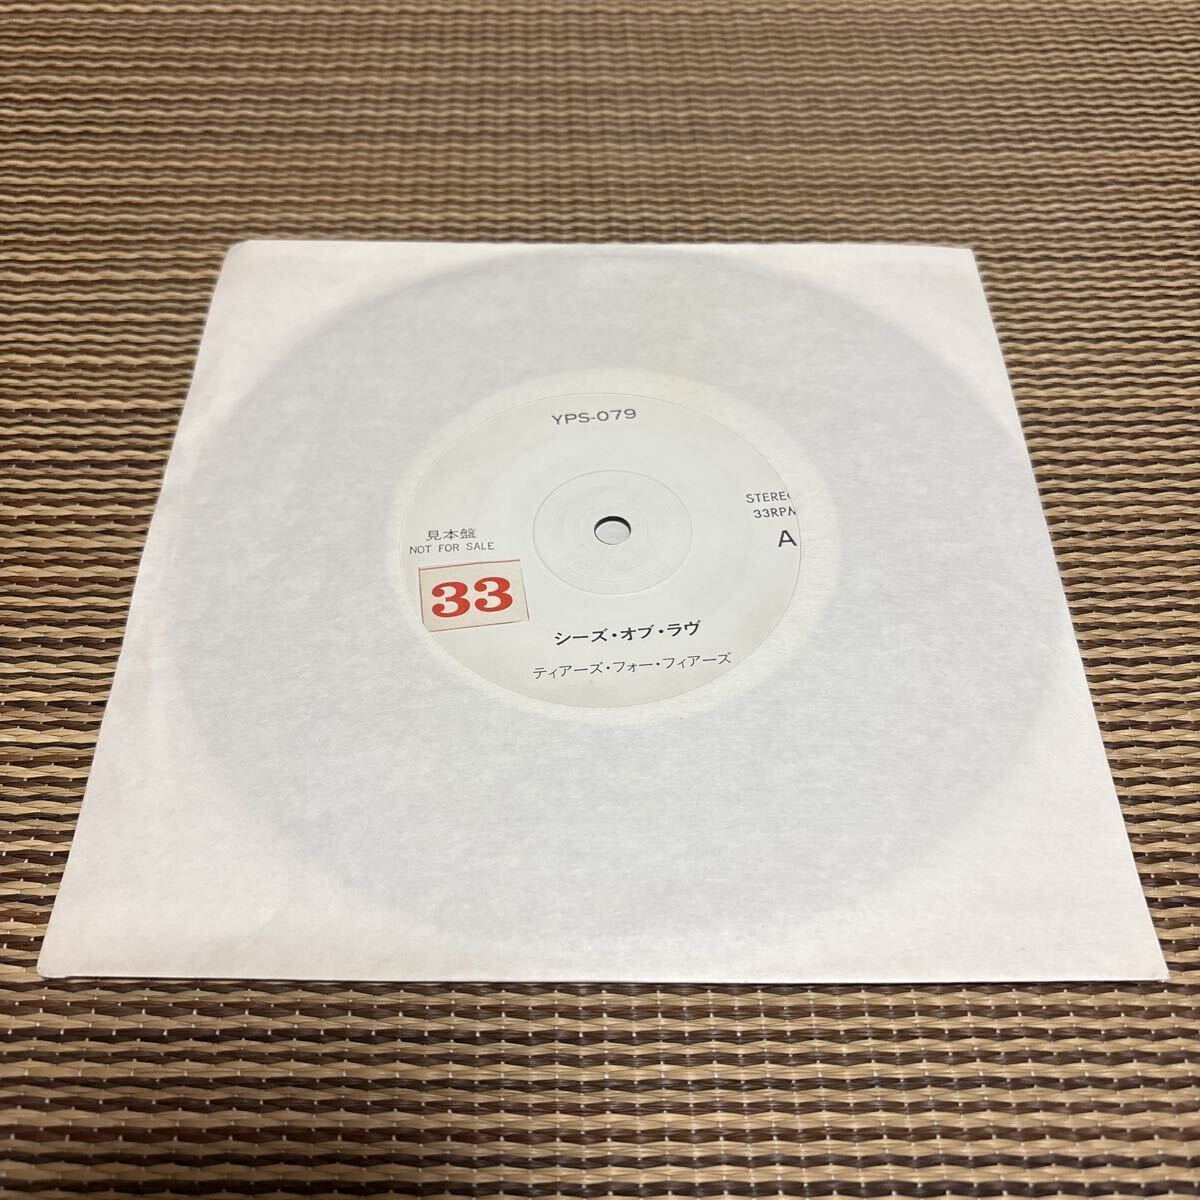 YPS-079
STEREO
33RPM
A
見本盤
NOT FOR SALE
33
シーズ・オブ・ラヴ
ティアーズ・フォー・フィアーズ